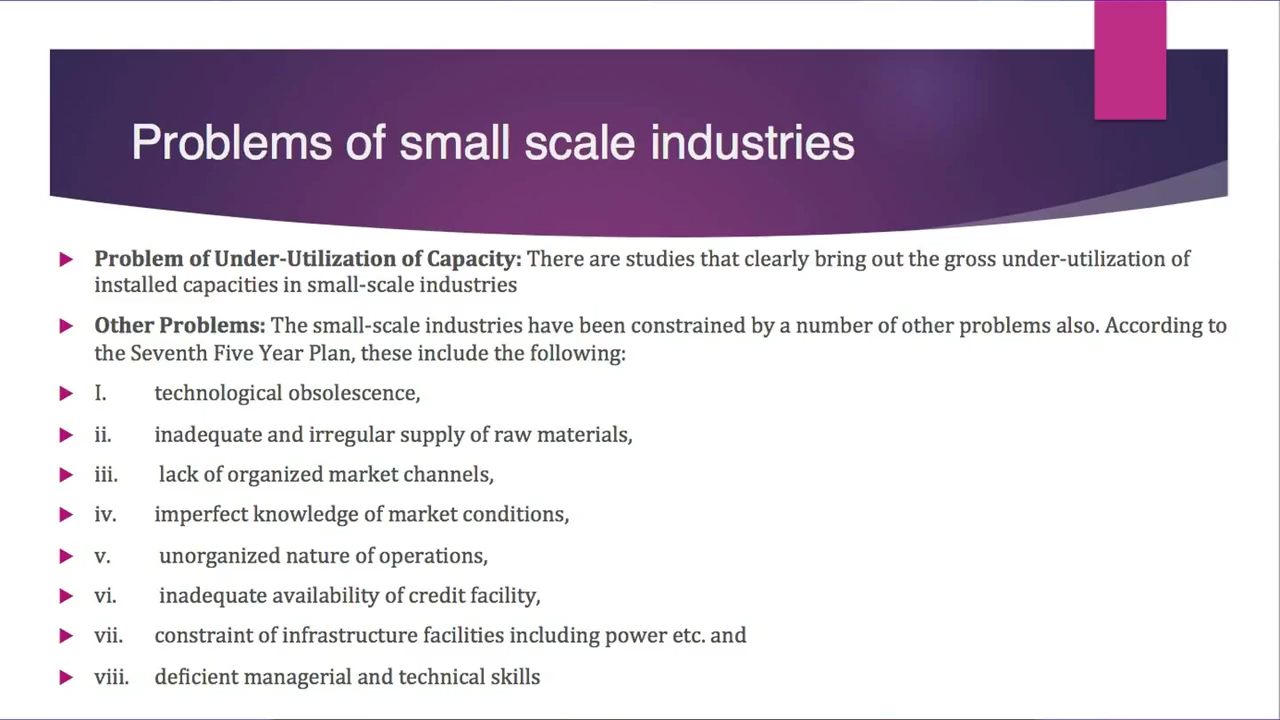 Problems of small scale industries
Problem of Under-Utilization of Capacity: There are studies that clearly bring out the gross under-utilization of
installed capacities in small-scale industries
Other Problems: The small-scale industries have been constrained by a number of other problems also. According to
the Seventh Five Year Plan, these include the following:
I. technological obsolescence,
ii. inadequate and irregular supply of raw materials,
iii. lack of organized market channels,
iv. imperfect knowledge of market conditions,
v. unorganized nature of operations,
vi. inadequate availability of credit facility,
vii. constraint of infrastructure facilities including power etc. and
viii. deficient managerial and technical skills